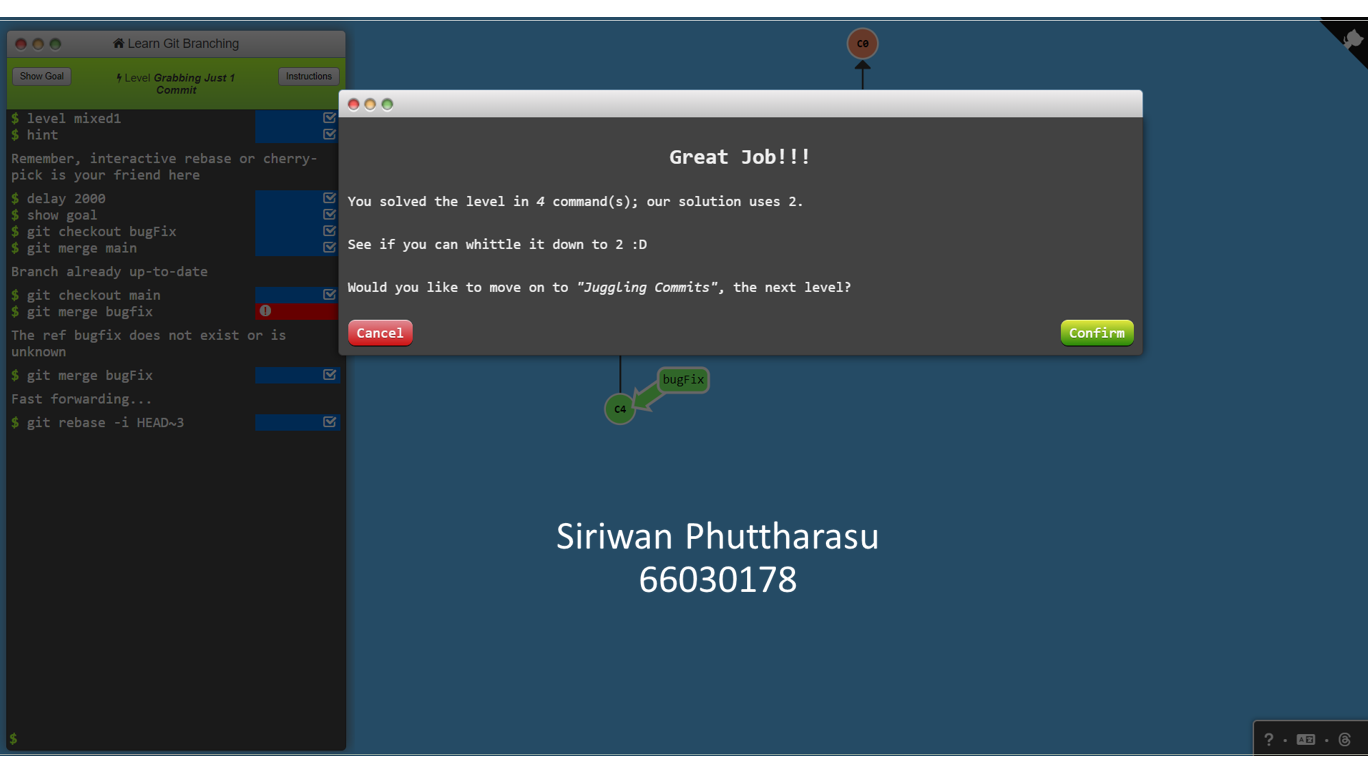 Learn Git Branching
Show Goal
Level Grabbing Just 1
Commit
Instructions
$ level mixed1
$ hint
Remember, interactive rebase or cherry-
pick is your friend here
$ delay 2000
$ show goal
$ git checkout bugFix
$ git merge main
Branch already up-to-date
$ git checkout main
$ git merge bugfix
The ref bugfix does not exist or is
unknown
$ git merge bugFix
Fast forwarding...
$ git rebase -i HEAD~3
$
C0
Great Job!!!
You solved the level in 4 command(s); our solution uses 2.
See if you can whittle it down to 2 :D
Would you like to move on to "Juggling Commits", the next level?
Cancel
Confirm
bugFix
C4
Siriwan Phuttharasu
66030178